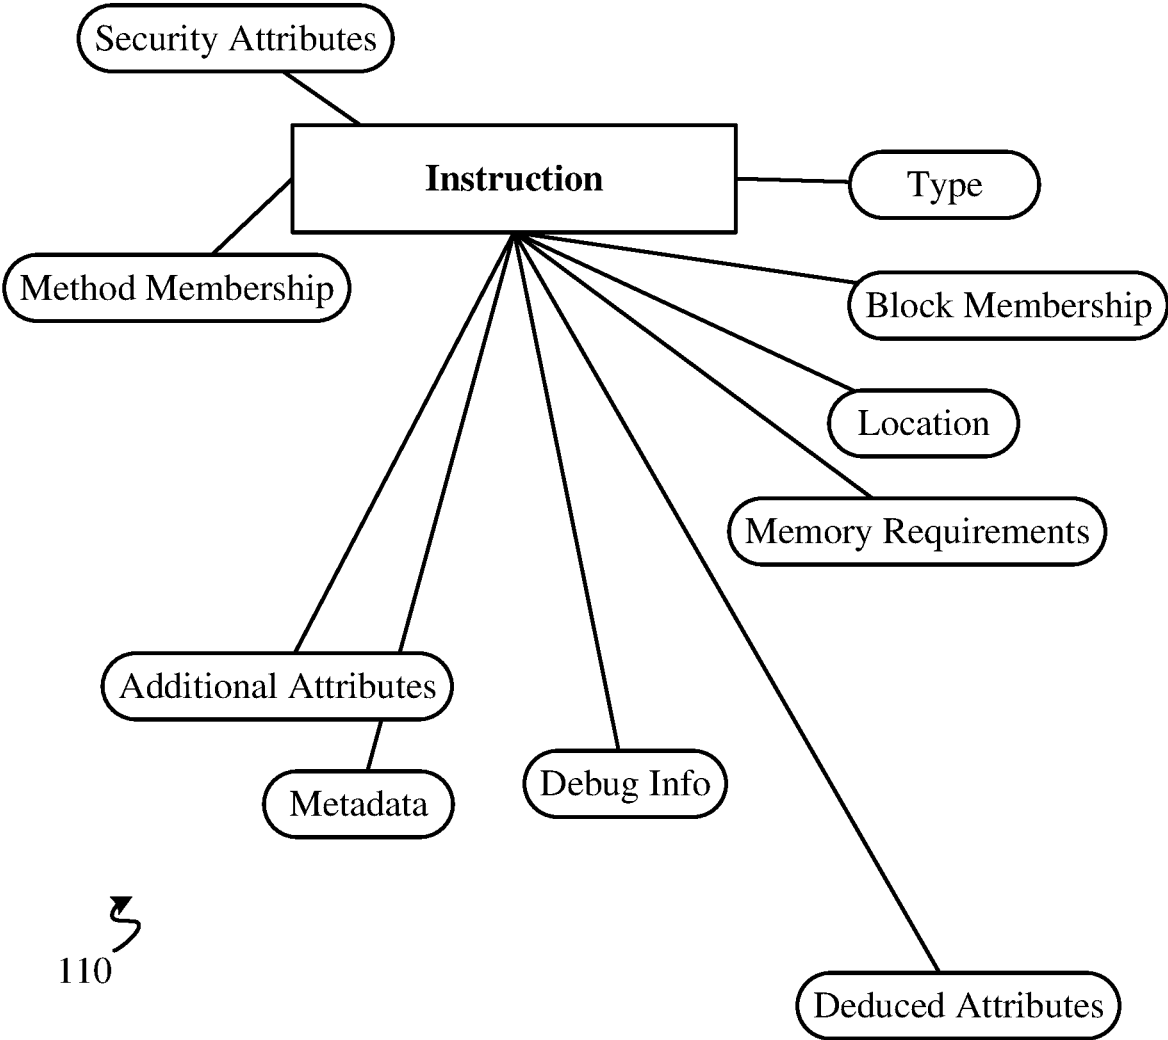 Security Attributes
Instruction
Type
Method Membership
Block Membership
Location
Memory Requirements
Additional Attributes
Debug Info
Metadata
110
Deduced Attributes